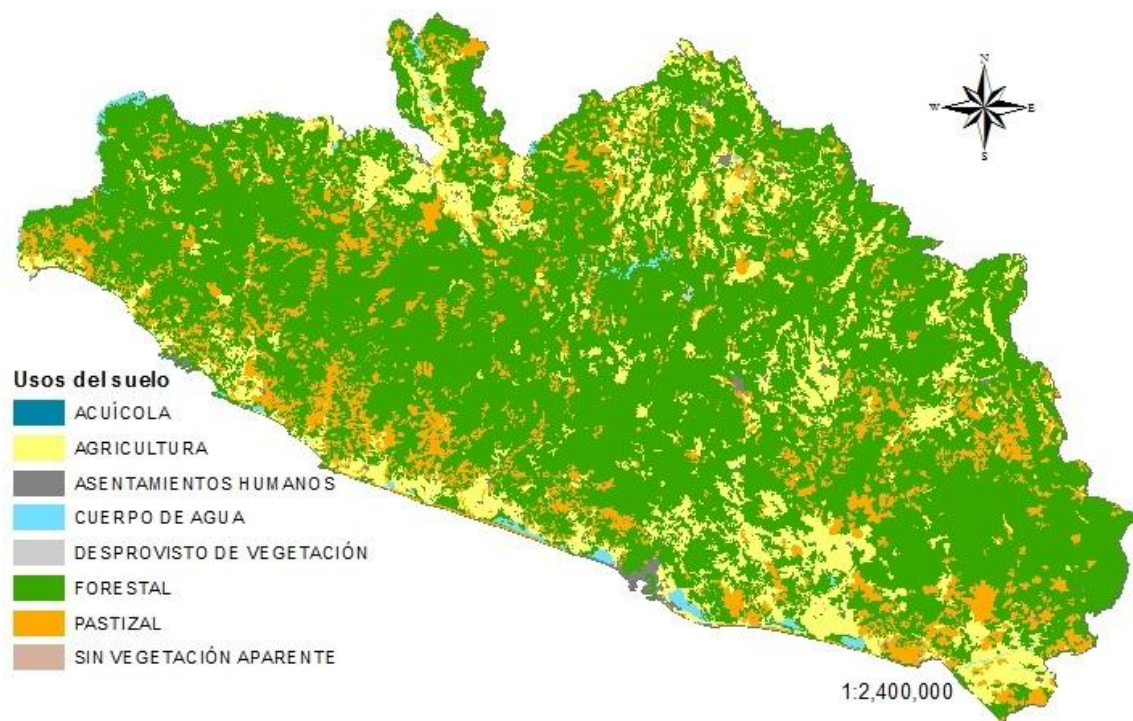 N
W E
S
Usos del suelo
ACUÍCOLA
AGRICULTURA
ASENTAMIENTOS HUMANOS
CUERPO DE AGUA
DESPROVISTO DE VEGETACIÓN
FORESTAL
PASTIZAL
SIN VEGETACIÓN APARENTE
1:2,400,000